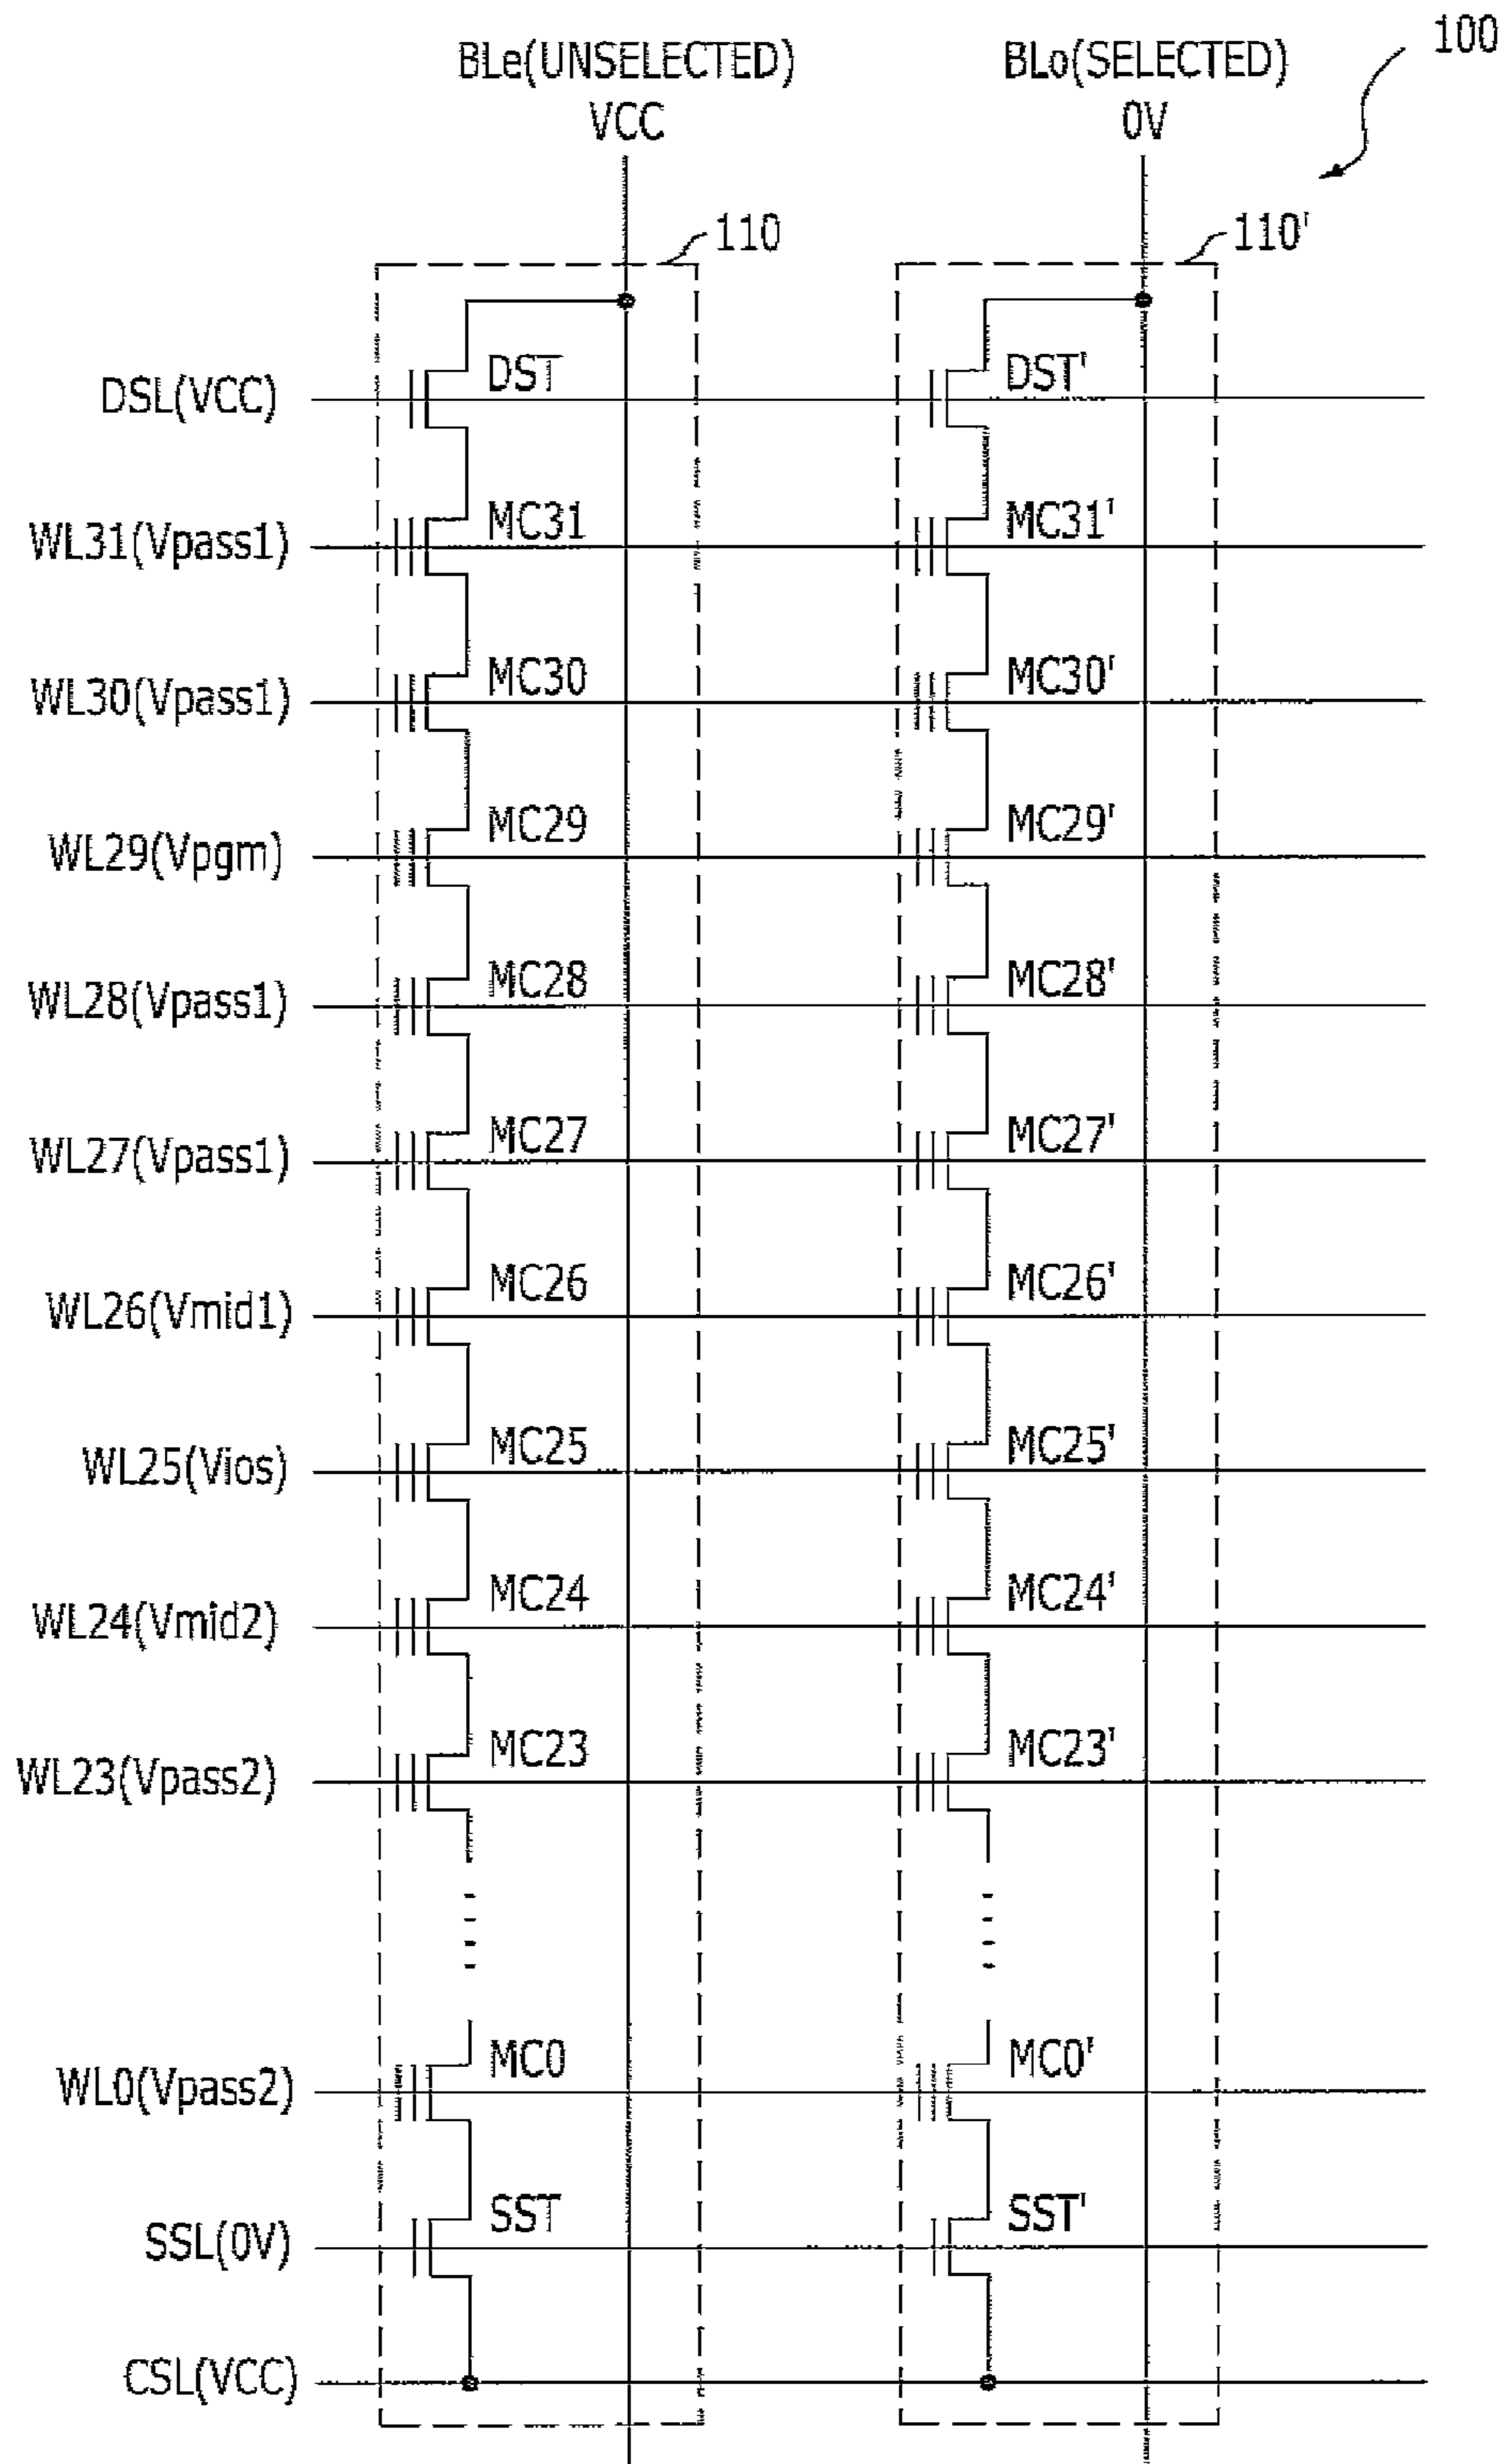 100
BLe(UNSELECTED) BLo(SELECTED)
VCC 0V
110 110'
DSL(VCC) DST DST'
WL31(Vpass1) MC31 MC31'
WL30(Vpass1) MC30 MC30'
WL29(Vpgm) MC29 MC29'
WL28(Vpass1) MC28 MC28'
WL27(Vpass1) MC27 MC27'
WL26(Vmid1) MC26 MC26'
WL25(Vios) MC25 MC25'
WL24(Vmid2) MC24 MC24'
WL23(Vpass2) MC23 MC23'
WL0(Vpass2) MC0 MC0'
SSL(0V) SST SST'
CSL(VCC)